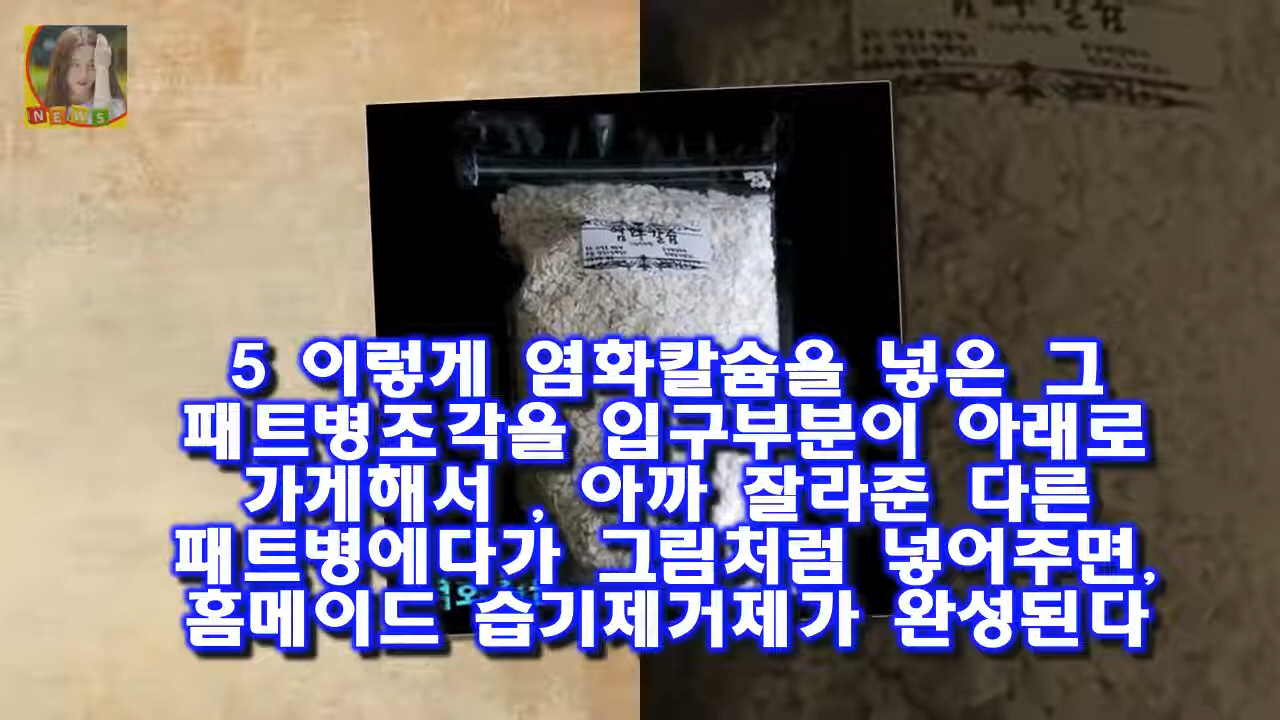 NEWS
염화칼슘
5 이렇게 염화칼슘을 넣은 그
패트병조각을 입구부분이 아래로
가게해서 , 아까 잘라준 다른
패트병에다가 그림처럼 넣어주면,
홈메이드 습기제거제가 완성된다